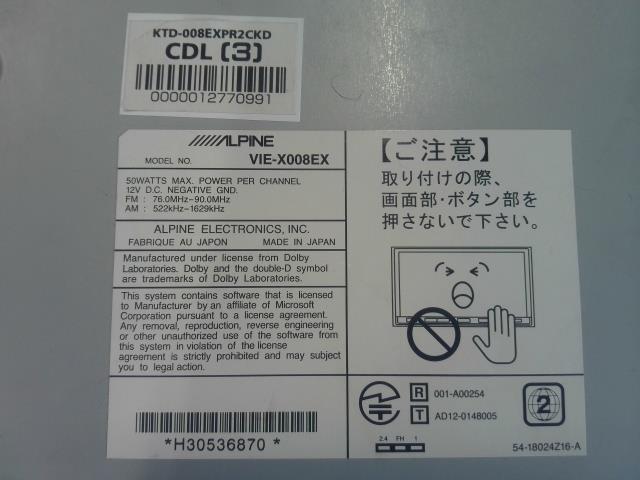 KTD-008EXPR2CKD
CDL (3)
0000012770991
ALPINE
MODEL NO. VIE-X008EX
50WATTS MAX. POWER PER CHANNEL
12V D.C. NEGATIVE GND.
FM : 76.0MHz-90.0MHz
AM : 522kHz-1629kHz
ALPINE ELECTRONICS, INC.
FABRIQUE AU JAPON MADE IN JAPAN
Manufactured under license from Dolby
Laboratories. Dolby and the double-D symbol
are trademarks of Dolby Laboratories.
This system contains software that is licensed
to Manufacturer by an affiliate of Microsoft
Corporation pursuant to a license agreement.
Any removal, reproduction, reverse engineering
or other unauthorized use of the software from
this system in violation of the license
agreement is strictly prohibited and may subject
you to legal action.
*H30536870*
【ご注意】
取り付けの際、
画面部・ボタン部を
押さないで下さい。
R 001-A00254
T AD12-0148005
2
2.4 FH 1
54-18024Z16-A